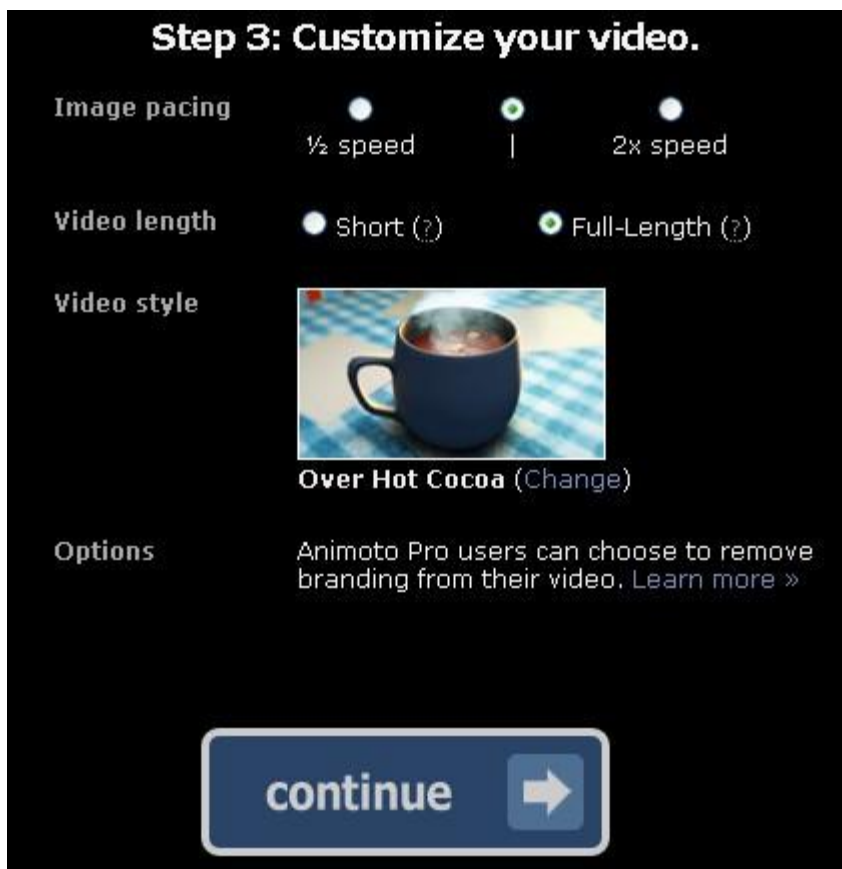 Step 3: Customize your video.
Image pacing
½ speed | 2x speed
Video length Short (?) Full-Length (?)
Video style
Over Hot Cocoa (Change)
Options Animoto Pro users can choose to remove
branding from their video. Learn more »
continue